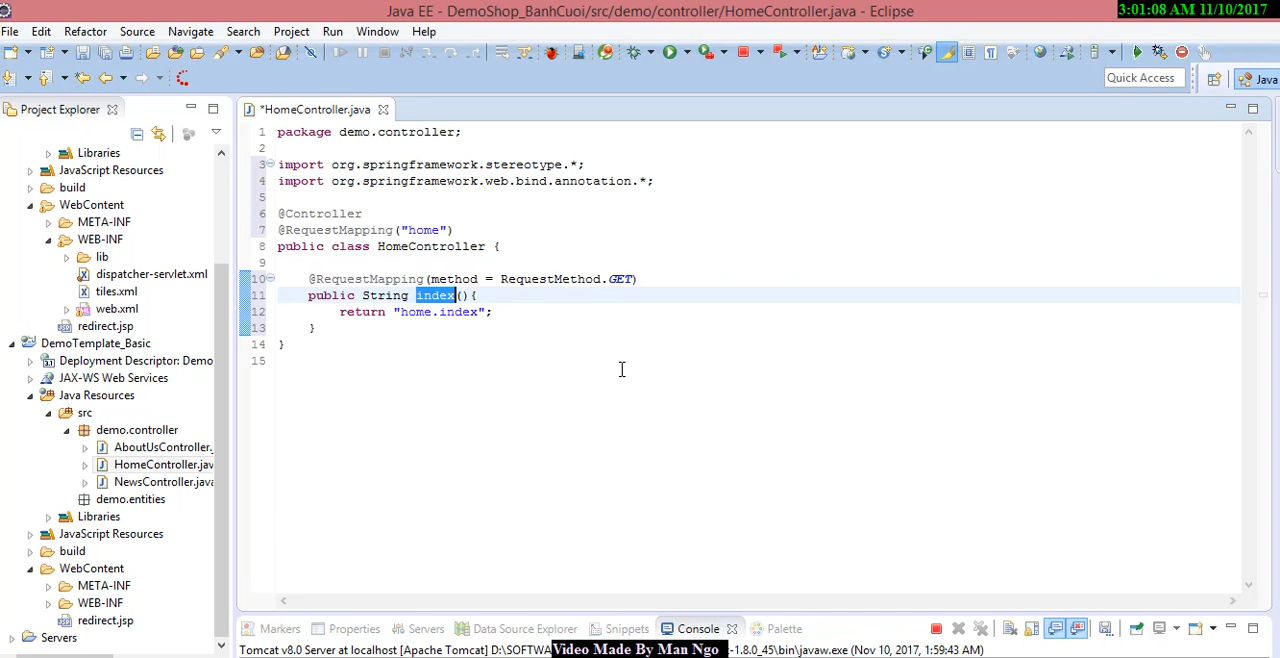 Java EE - DemoShop_BanhCuoi/src/demo/controller/HomeController.java - Eclipse
3:01:08 AM 11/10/2017
File Edit Refactor Source Navigate Search Project Run Window Help
Quick Access
Java
Project Explorer
*HomeController.java
Libraries
JavaScript Resources
build
WebContent
META-INF
WEB-INF
lib
dispatcher-servlet.xml
tiles.xml
web.xml
redirect.jsp
DemoTemplate_Basic
Deployment Descriptor: Demo
JAX-WS Web Services
Java Resources
src
demo.controller
AboutUsController.
HomeController.jav
NewsController.java
demo.entities
Libraries
JavaScript Resources
build
WebContent
META-INF
WEB-INF
redirect.jsp
Servers
1 package demo.controller;
2
3 import org.springframework.stereotype.*;
4 import org.springframework.web.bind.annotation.*;
5
6 @Controller
7 @RequestMapping("home")
8 public class HomeController {
9
10 @RequestMapping(method = RequestMethod.GET)
11 public String index(){
12 return "home.index";
13 }
14 }
15
Markers Properties Servers Data Source Explorer Snippets Console Palette
Tomcat v8.0 Server at localhost [Apache Tomcat] D:\SOFTWA
-1.8.0_45\bin\javaw.exe (Nov 10, 2017, 1:59:43 AM)
Video Made By Man Ngo